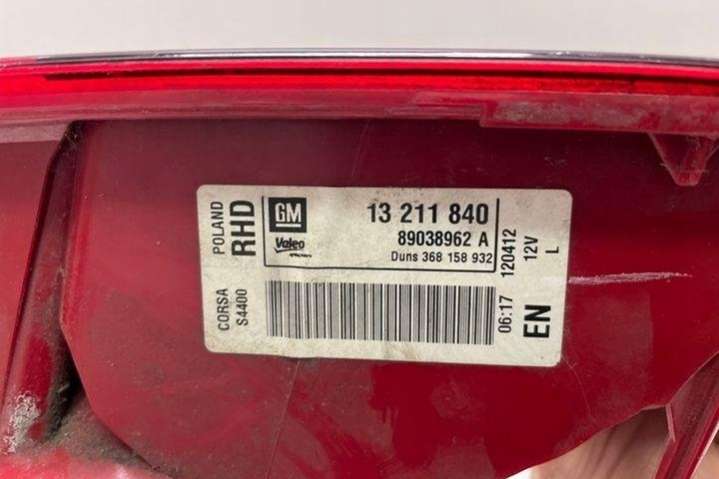 POLAND
RHD
GM
Valeo
13 211 840
89038962 A
Duns 368 158 932
CORSA
S4400
120412
06:17
12V
L
EN